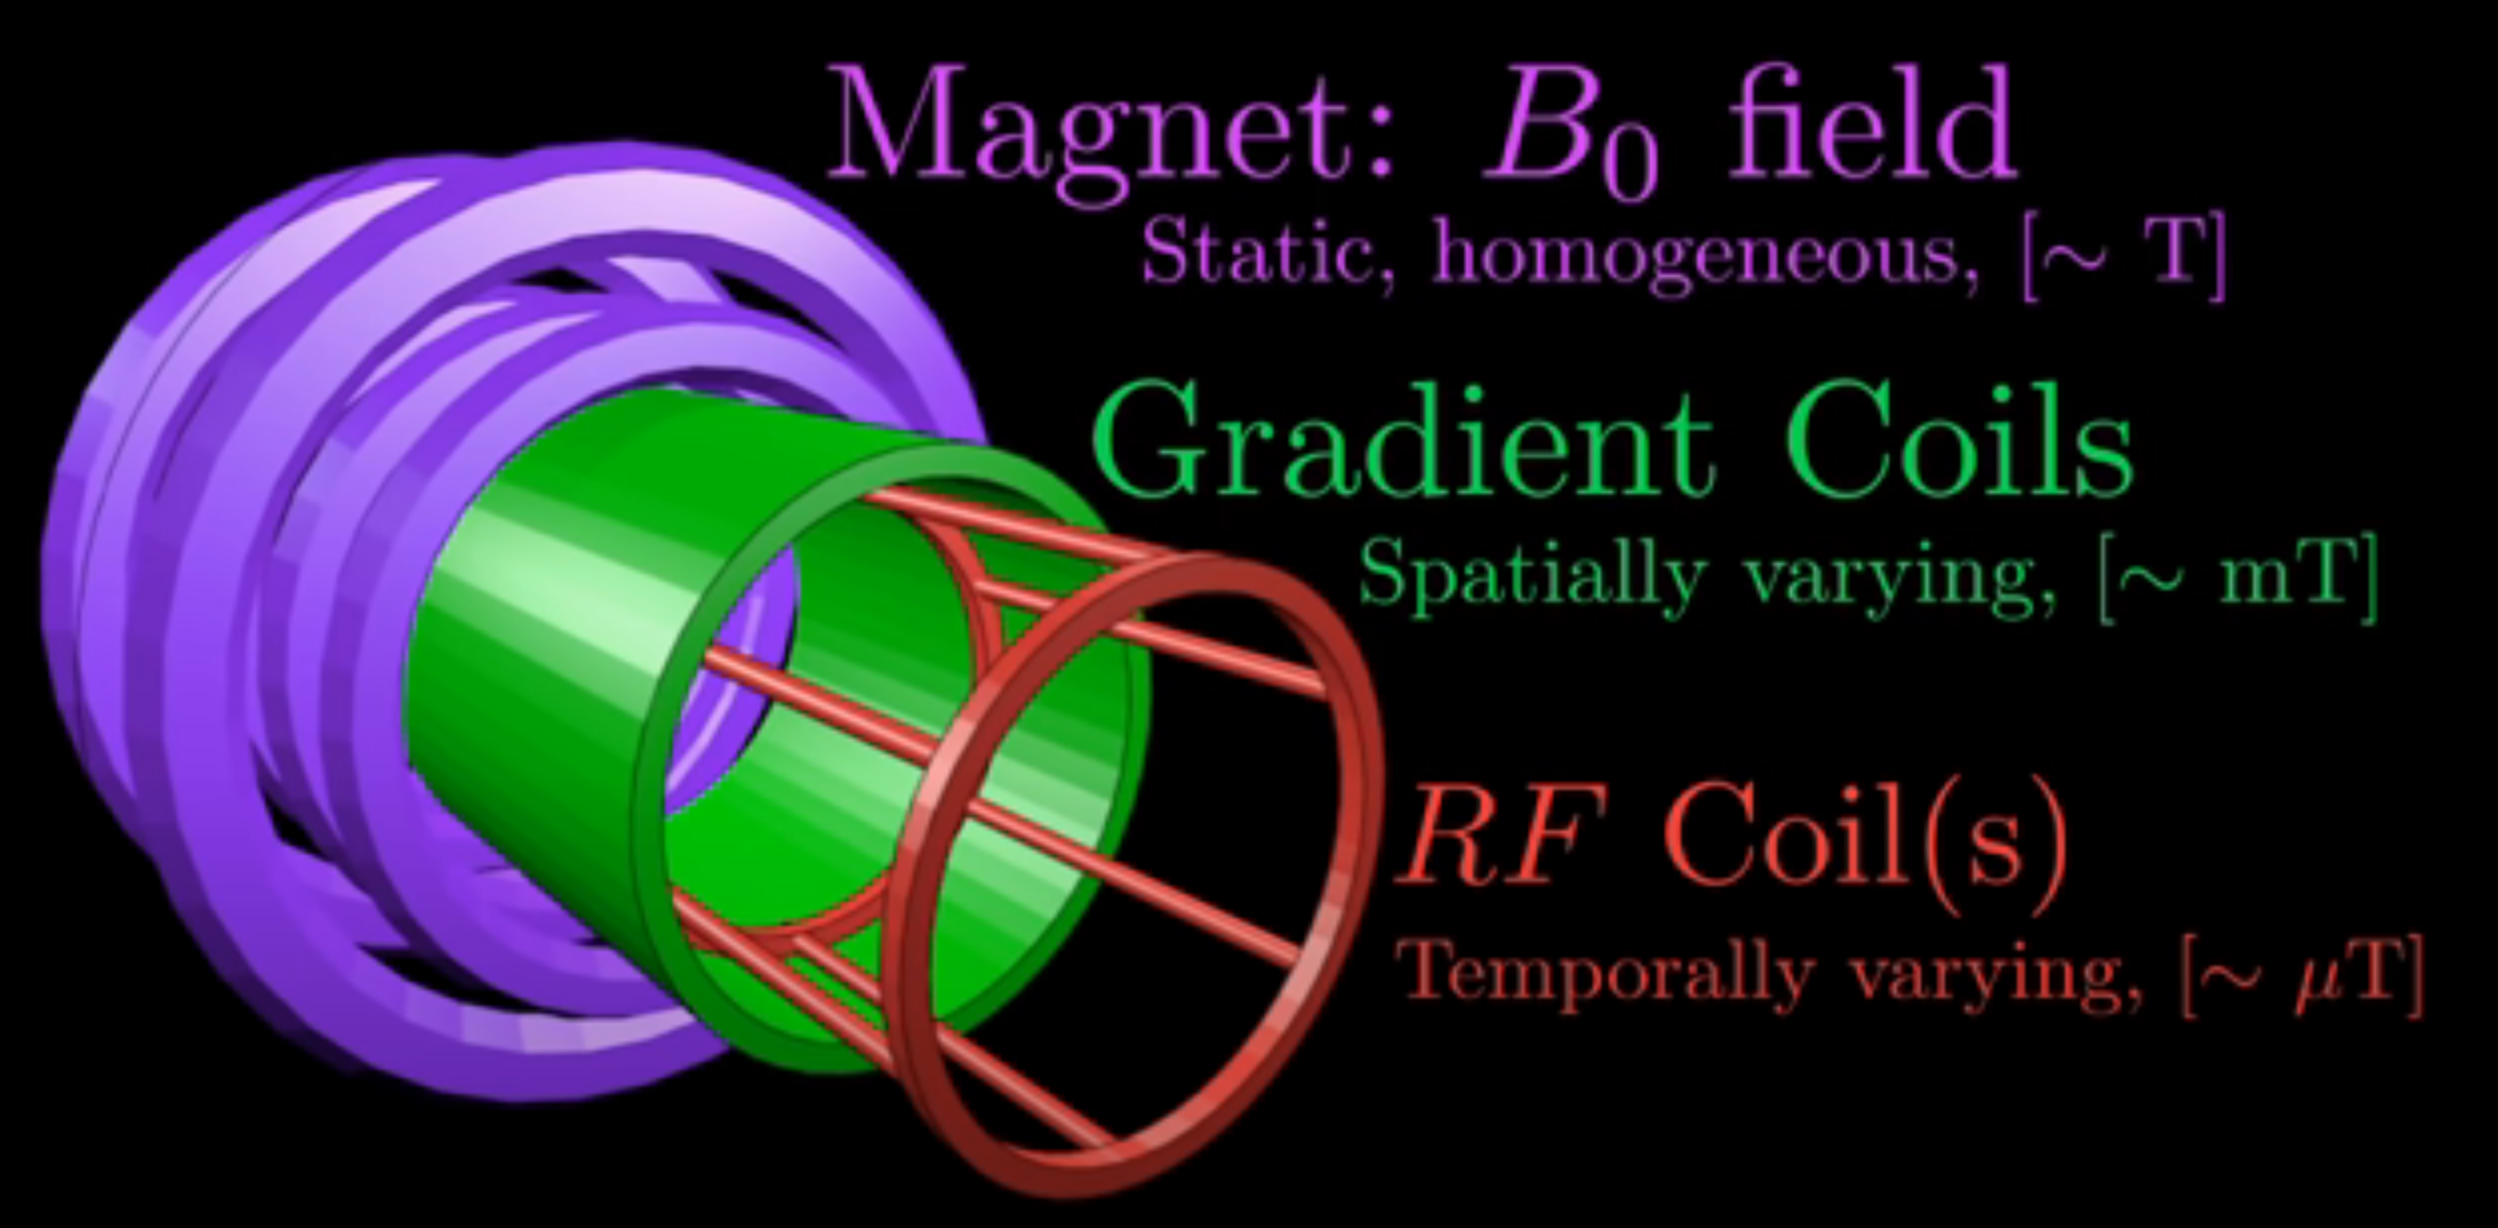 Magnet: B₀ field
Static, homogeneous, [~ T]
Gradient Coils
Spatially varying, [~ mT]
RF Coil(s)
Temporally varying, [~ μT]